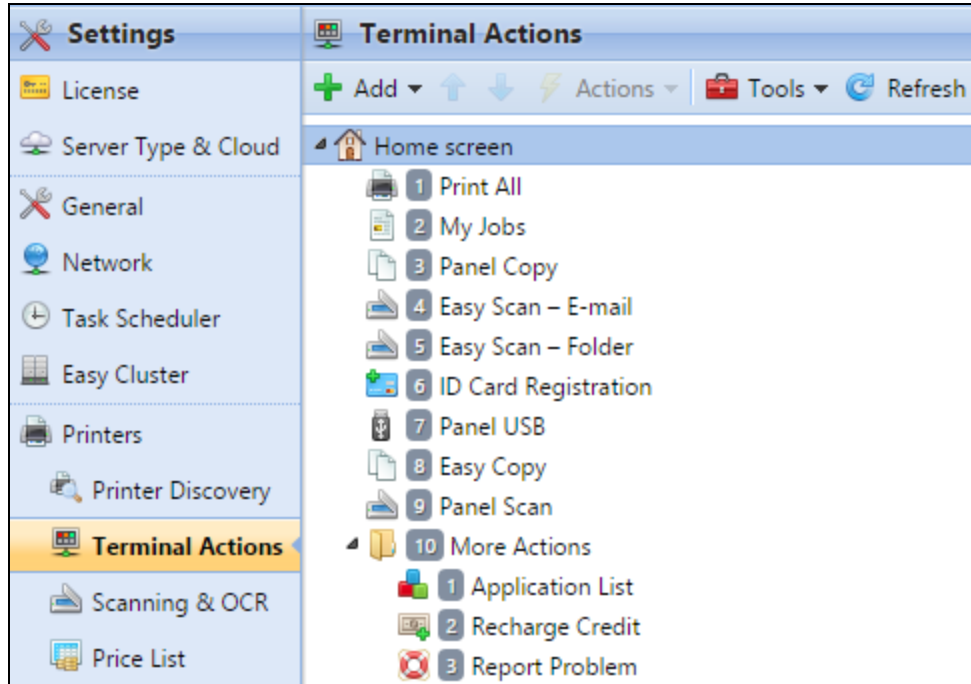 Settings
License
Server Type & Cloud
General
Network
Task Scheduler
Easy Cluster
Printers
Printer Discovery
Terminal Actions
Scanning & OCR
Price List
Terminal Actions
Add Actions Tools Refresh
Home screen
1 Print All
2 My Jobs
3 Panel Copy
4 Easy Scan – E-mail
5 Easy Scan – Folder
6 ID Card Registration
7 Panel USB
8 Easy Copy
9 Panel Scan
10 More Actions
1 Application List
2 Recharge Credit
3 Report Problem